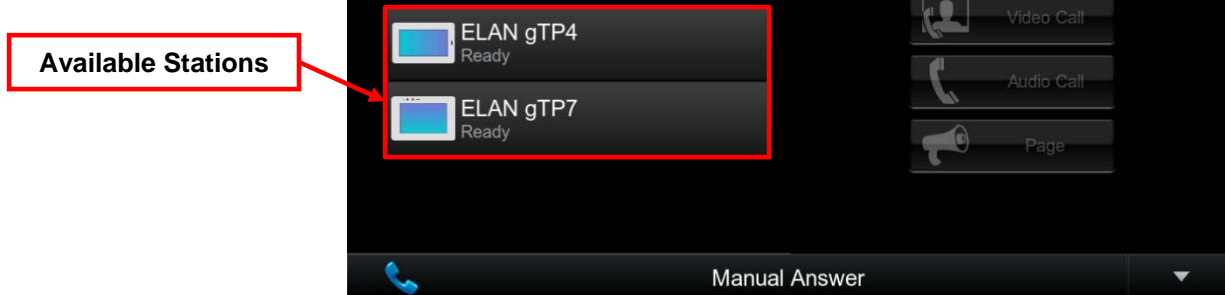 Available Stations
ELAN gTP4
Ready
ELAN gTP7
Ready
Video Call
Audio Call
Page
Manual Answer